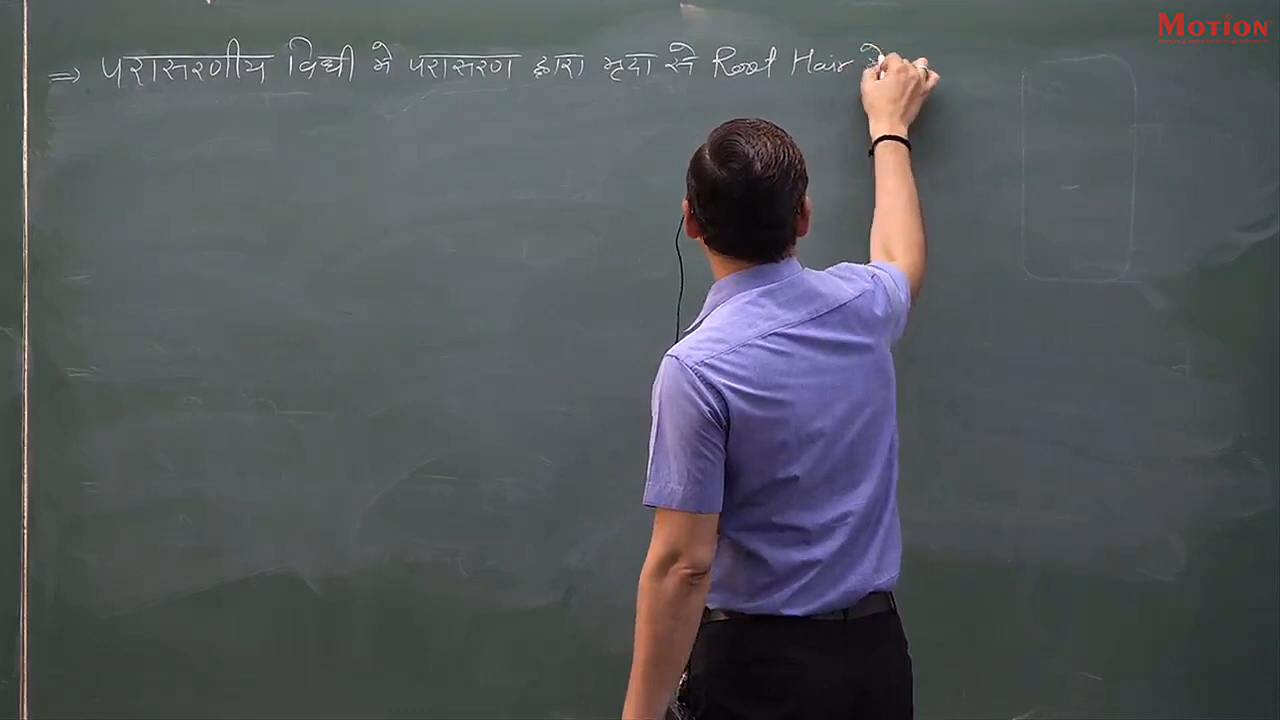 MOTION
⇒ परासरणीय विधी मे परासरण द्वारा मृदा से Root Hair